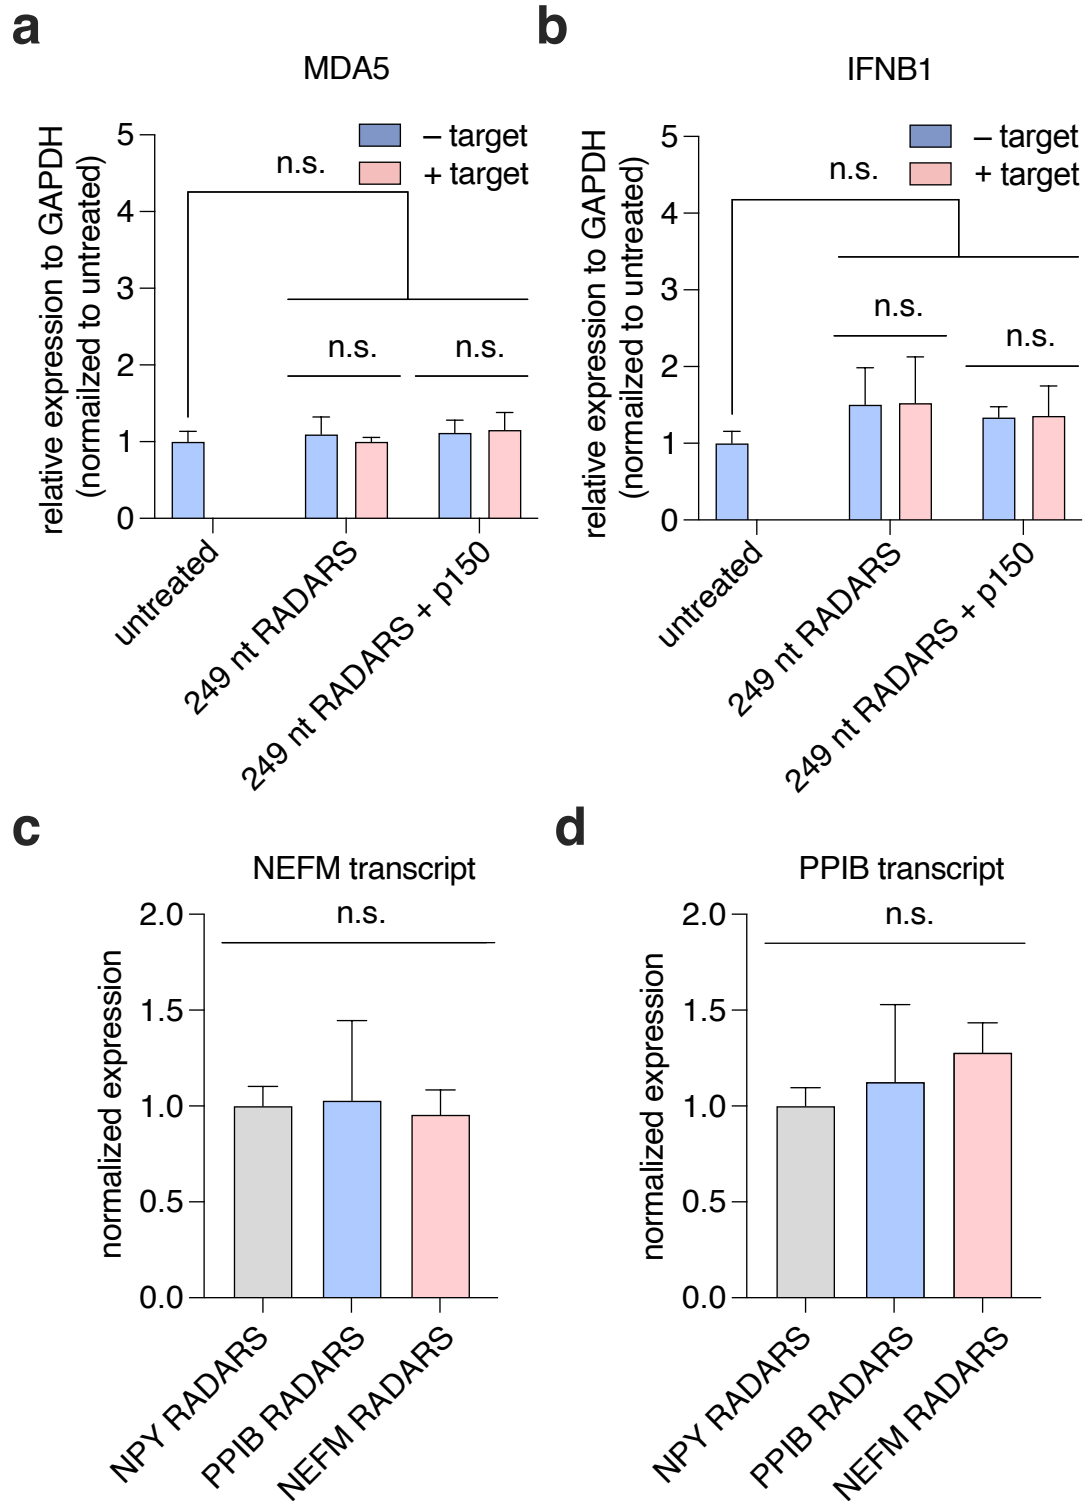 a
MDA5
relative expression to GAPDH
(normailzed to untreated)
5
4
3
2
1
0
– target
+ target
n.s.
n.s.
n.s.
untreated
249 nt RADARS
249 nt RADARS + p150
b
IFNB1
relative expression to GAPDH
(normailzed to untreated)
5
4
3
2
1
0
– target
+ target
n.s.
n.s.
n.s.
untreated
249 nt RADARS
249 nt RADARS + p150
c
NEFM transcript
n.s.
normalized expression
2.0
1.5
1.0
0.5
0.0
NPY RADARS
PPIB RADARS
NEFM RADARS
d
PPIB transcript
n.s.
normalized expression
2.0
1.5
1.0
0.5
0.0
NPY RADARS
PPIB RADARS
NEFM RADARS